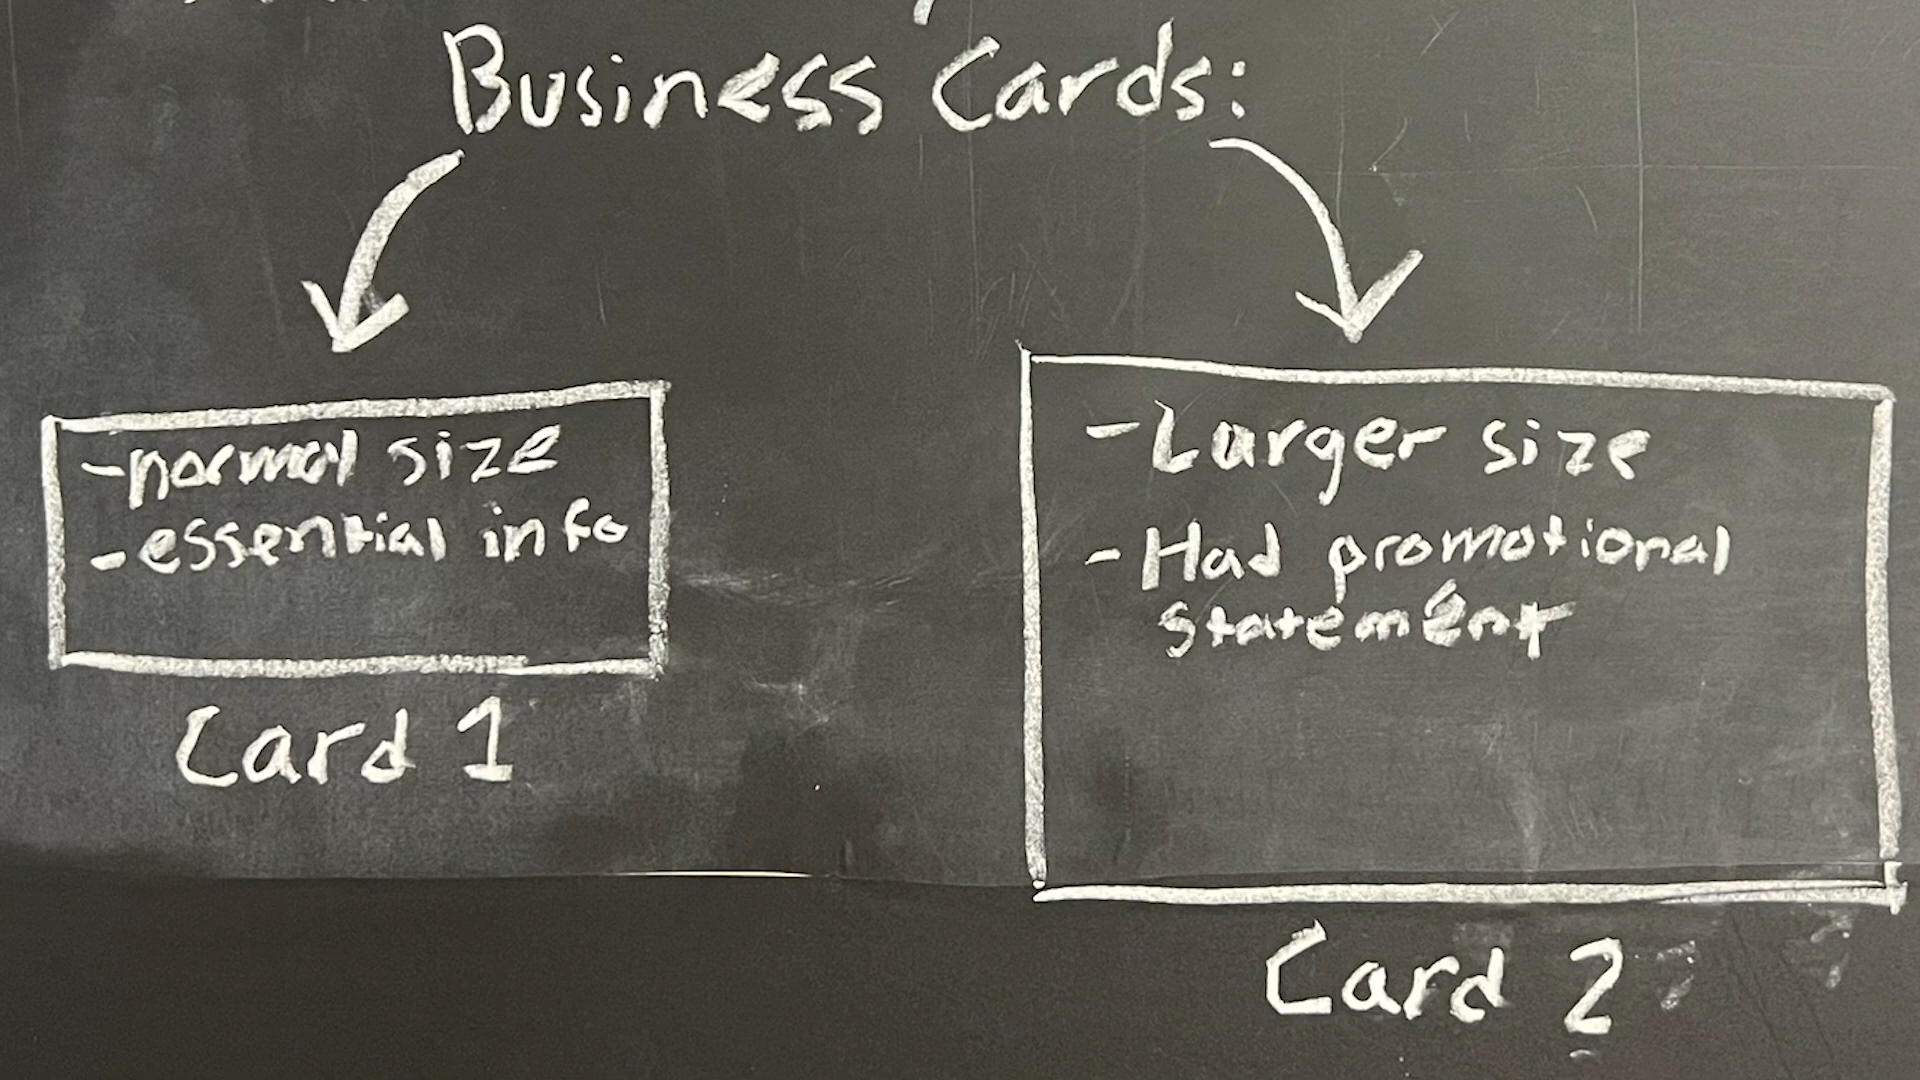 Business Cards:
-normal size
-essential info
Card 1
-Larger size
-Had promotional
statement
Card 2